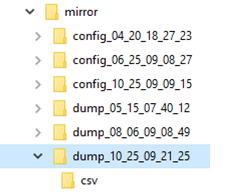 mirror
config_04_20_18_27_23
config_06_25_09_08_27
config_10_25_09_09_15
dump_05_15_07_40_12
dump_08_06_09_08_49
dump_10_25_09_21_25
csv